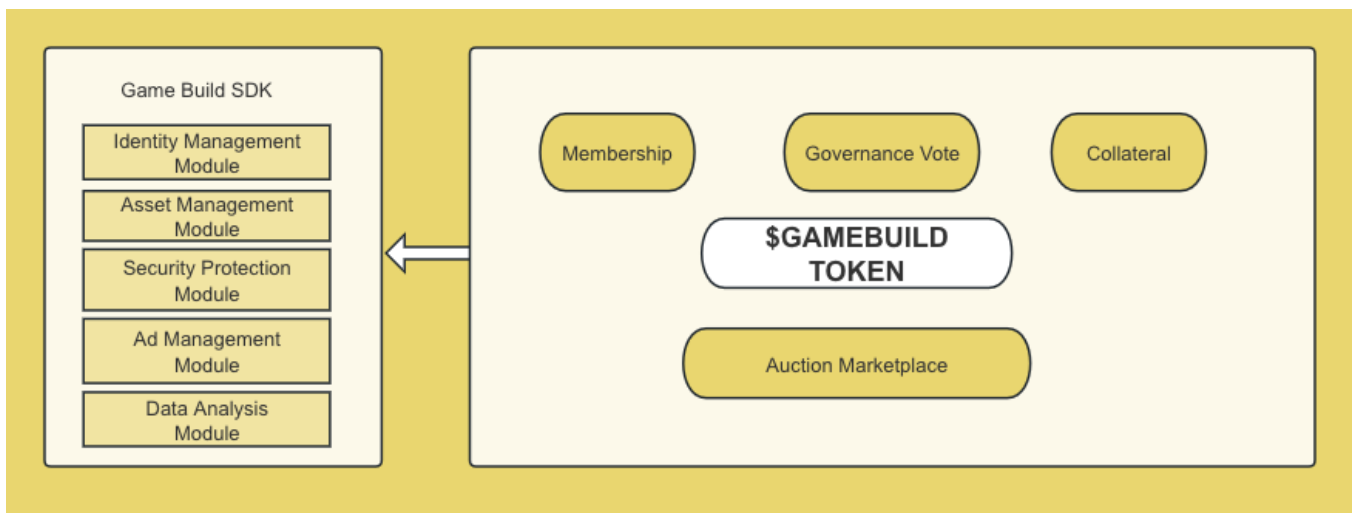 Game Build SDK
Identity Management
Module
Asset Management
Module
Security Protection
Module
Ad Management
Module
Data Analysis
Module
Membership
Governance Vote
Collateral
$GAMEBUILD
TOKEN
Auction Marketplace